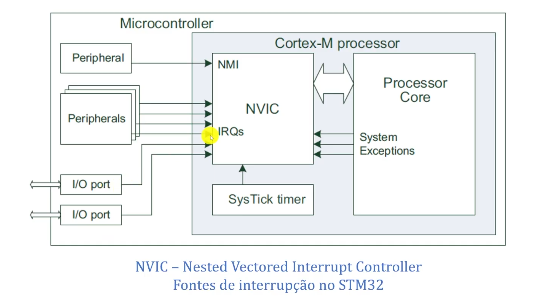 Microcontroller
Cortex-M processor
Peripheral
NMI
NVIC
Processor
Core
Peripherals
IRQs
System
Exceptions
I/O port
SysTick timer
I/O port
NVIC – Nested Vectored Interrupt Controller
Fontes de interrupção no STM32